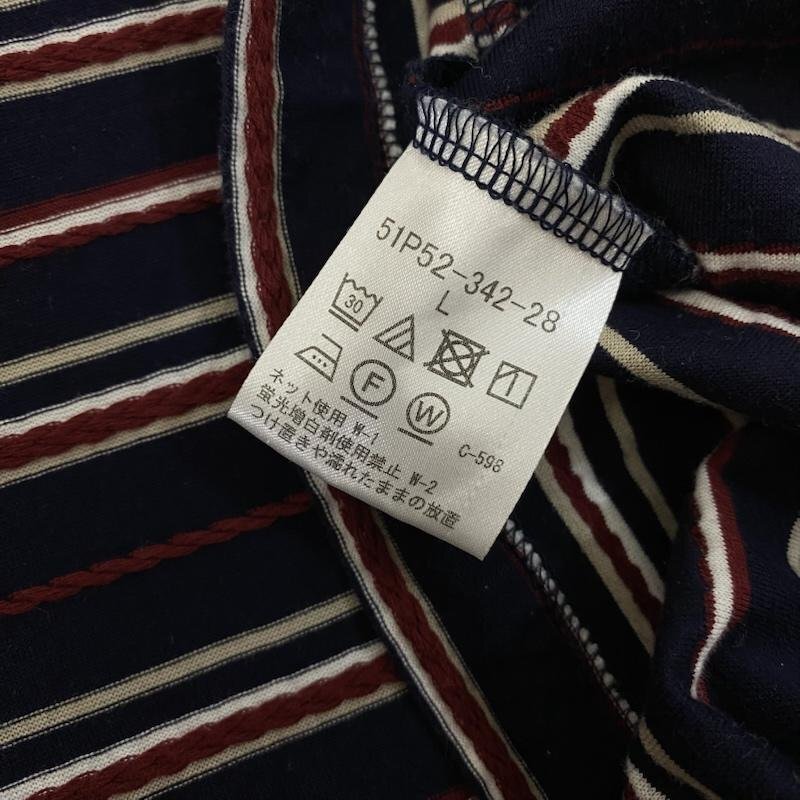 51P52-342-28
L
30
F W
ネット使用 W-1
蛍光増白剤使用禁止 W-2
つけ置きや濡れたままの放置
C-598